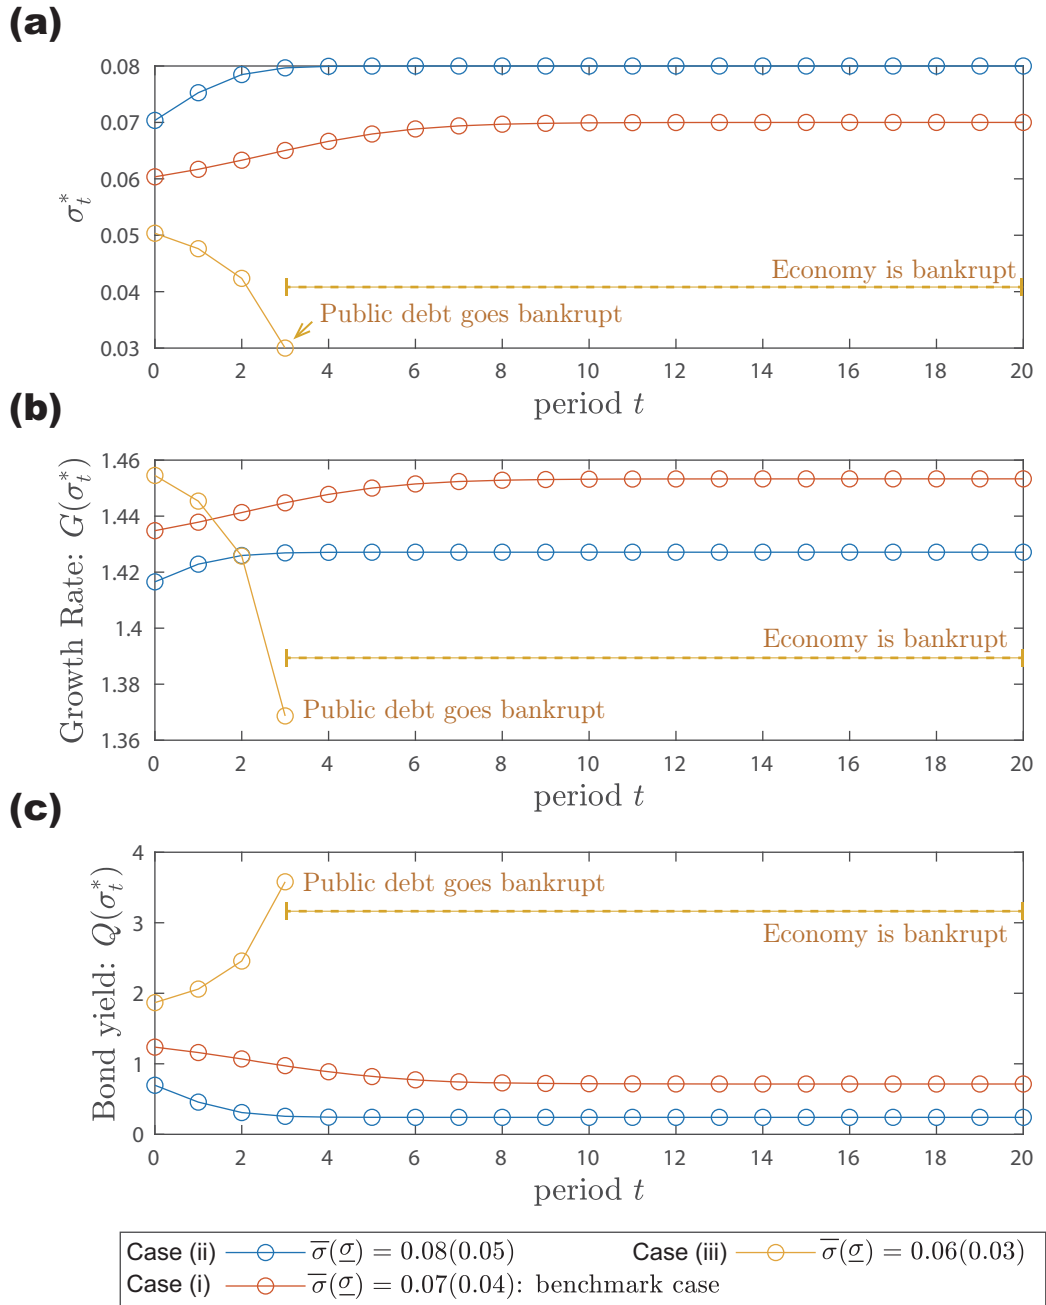 (a)
0.08
0.07
0.06
0.05
0.04
0.03
σ*t
Economy is bankrupt
Public debt goes bankrupt
0 2 4 6 8 10 12 14 16 18 20
period t
(b)
1.46
1.44
1.42
1.4
1.38
1.36
Growth Rate: G(σ*t)
Economy is bankrupt
Public debt goes bankrupt
0 2 4 6 8 10 12 14 16 18 20
period t
(c)
4
3
2
1
0
Bond yield: Q(σ*t)
Public debt goes bankrupt
Economy is bankrupt
0 2 4 6 8 10 12 14 16 18 20
period t
Case (ii) σ̅(σ̲) = 0.08(0.05) Case (iii) σ̅(σ̲) = 0.06(0.03)
Case (i) σ̅(σ̲) = 0.07(0.04): benchmark case